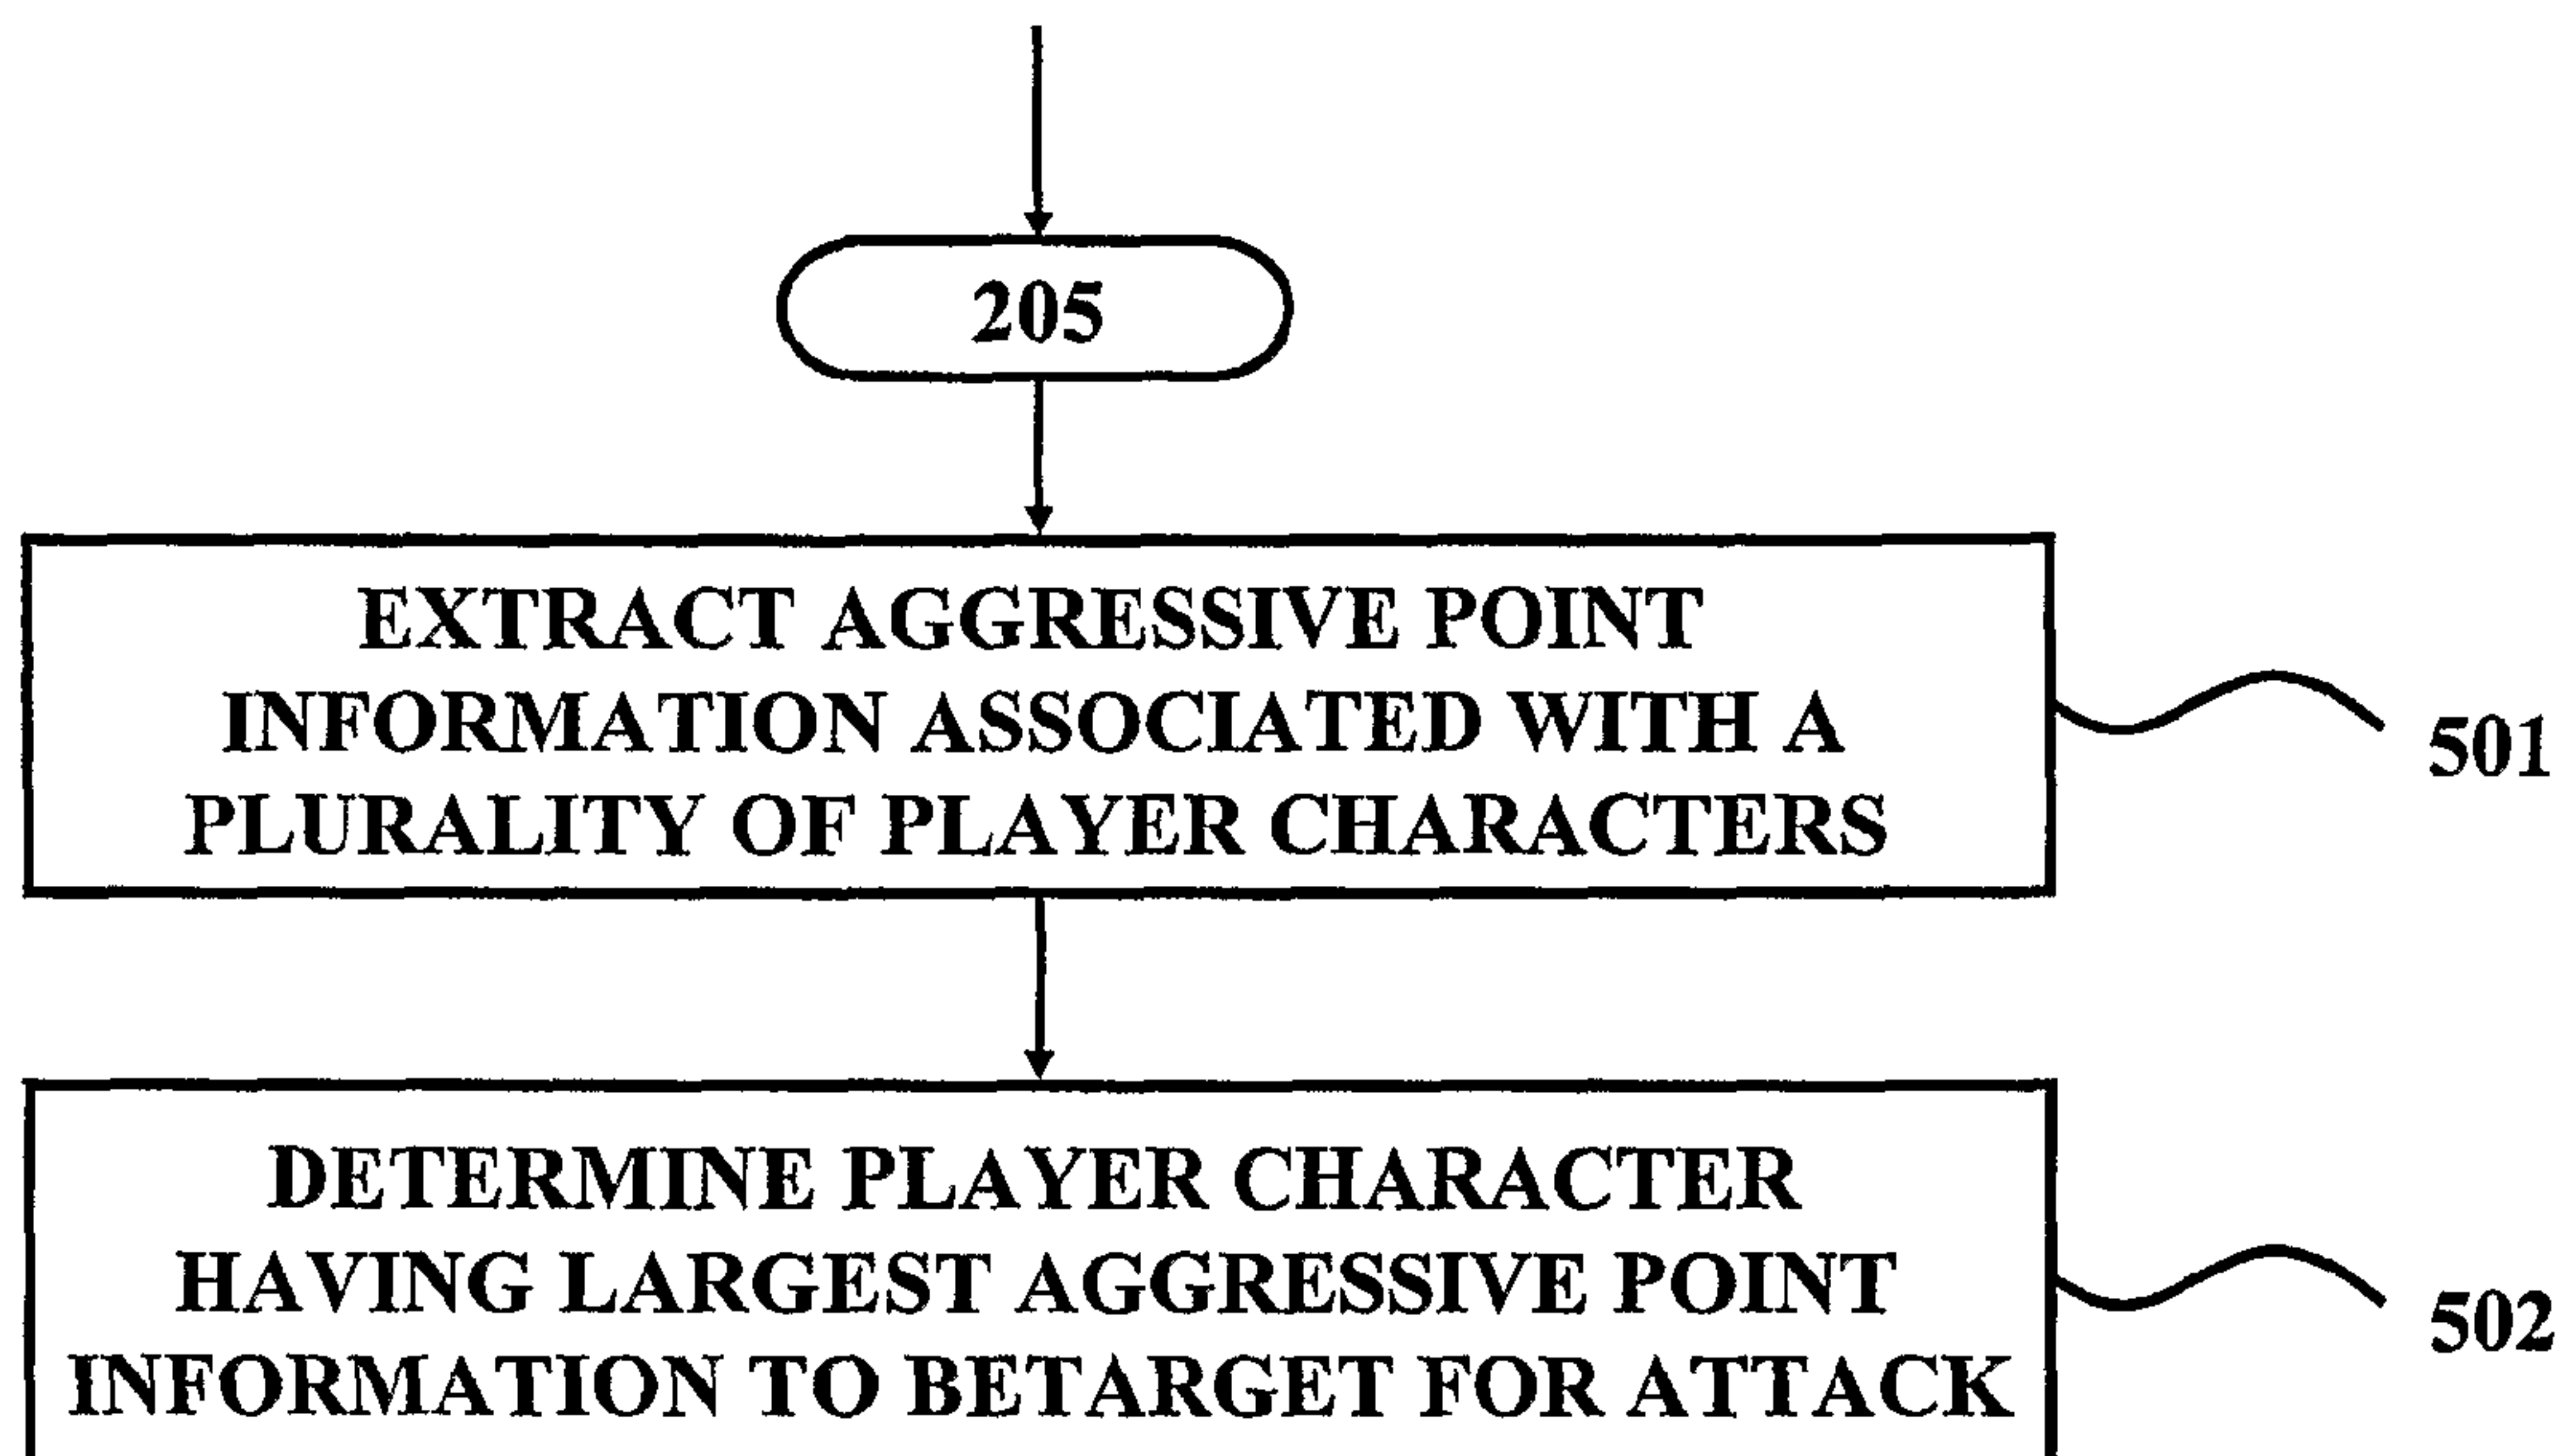 205
EXTRACT AGGRESSIVE POINT
INFORMATION ASSOCIATED WITH A
PLURALITY OF PLAYER CHARACTERS
501
DETERMINE PLAYER CHARACTER
HAVING LARGEST AGGRESSIVE POINT
INFORMATION TO BETARGET FOR ATTACK
502